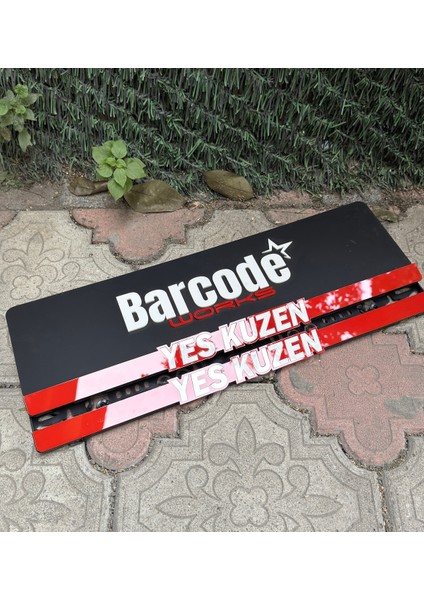 Barcode
WORKS
YES KUZEN
YES KUZEN